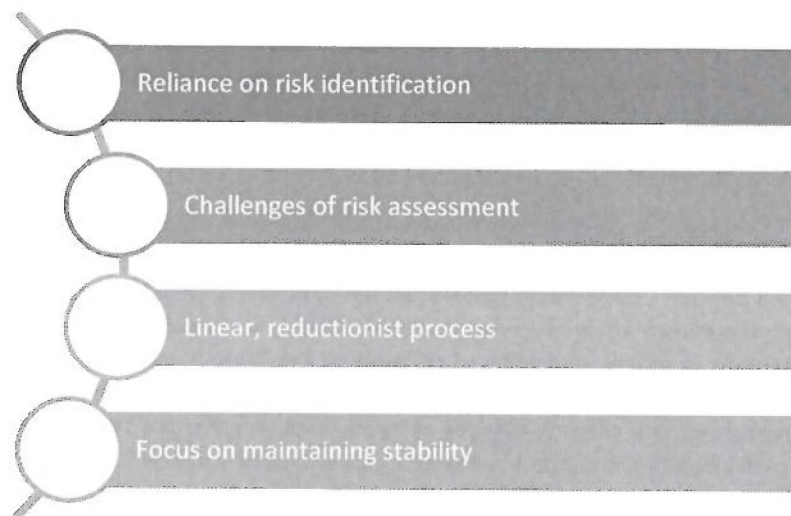 Reliance on risk identification
Challenges of risk assessment
Linear, reductionist process
Focus on maintaining stability